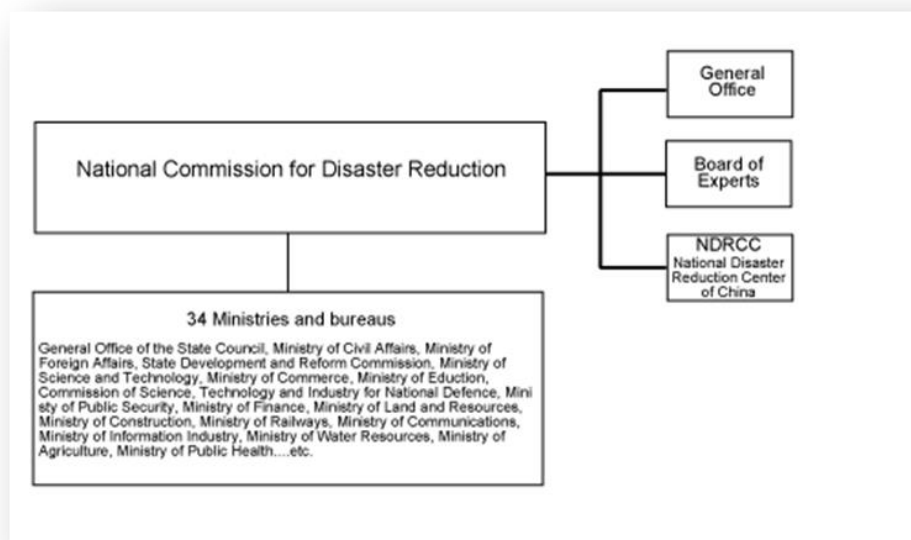 General
Office
National Commission for Disaster Reduction
Board of
Experts
NDRCC
National Disaster
Reduction Center
of China
34 Ministries and bureaus
General Office of the State Council, Ministry of Civil Affairs, Ministry of
Foreign Affairs, State Development and Reform Commission, Ministry of
Science and Technology, Ministry of Commerce, Ministry of Eduction,
Commission of Science, Technology and Industry for National Defence, Mini
sty of Public Security, Ministry of Finance, Ministry of Land and Resources,
Ministry of Construction, Ministry of Railways, Ministry of Communications,
Ministry of Information Industry, Ministry of Water Resources, Ministry of
Agriculture, Ministry of Public Health....etc.